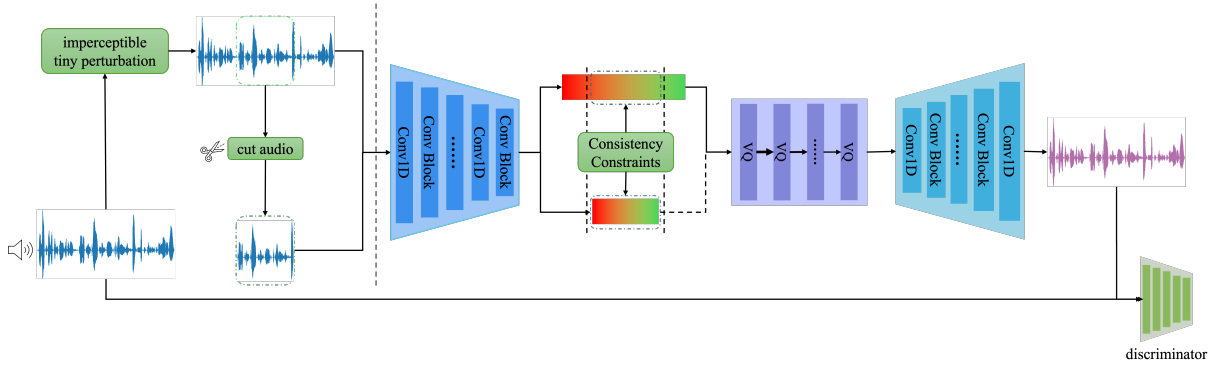 imperceptible
tiny perturbation
cut audio
Conv1D
Conv Block
......
Conv1D
Conv Block
Consistency
Constraints
VQ
VQ
......
VQ
Conv1D
Conv Block
......
Conv Block
Conv1D
discriminator